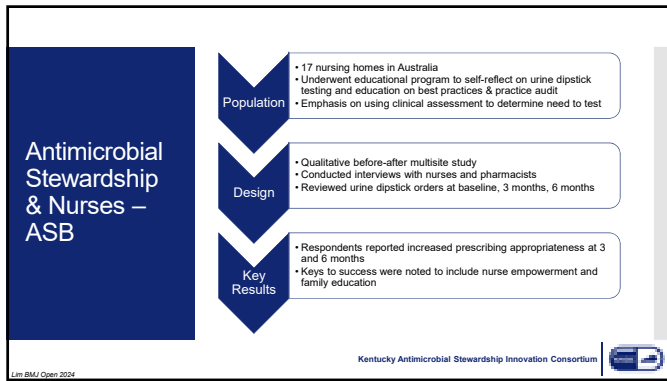 Antimicrobial
Stewardship
& Nurses –
ASB
Population
• 17 nursing homes in Australia
• Underwent educational program to self-reflect on urine dipstick
testing and education on best practices & practice audit
• Emphasis on using clinical assessment to determine need to test
Design
• Qualitative before-after multisite study
• Conducted interviews with nurses and pharmacists
• Reviewed urine dipstick orders at baseline, 3 months, 6 months
Key
Results
• Respondents reported increased prescribing appropriateness at 3
and 6 months
• Keys to success were noted to include nurse empowerment and
family education
Kentucky Antimicrobial Stewardship Innovation Consortium
Lim BMJ Open 2024